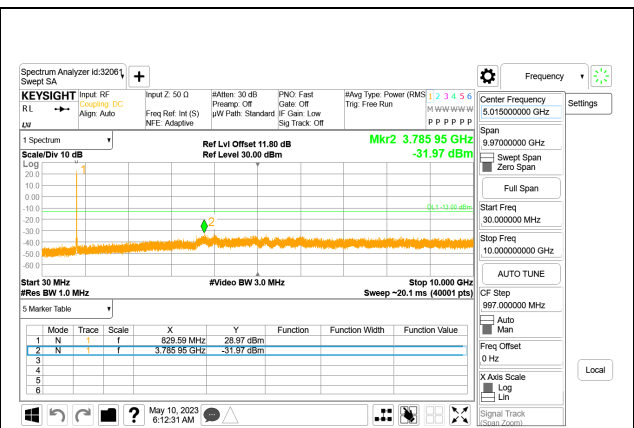 Spectrum Analyzer Id:32061
Swept SA
Frequency
KEYSIGHT
RL
Input: RF
Coupling: DC
Align: Auto
Input Z: 50 Ω
Freq Ref: Int (S)
NFE: Adaptive
#Atten: 30 dB
Preamp: Off
µW Path: Standard
PNO: Fast
Gate: Off
IF Gain: Low
Sig Track: Off
#Avg Type: Power (RMS
Trig: Free Run
1 2 3 4 5 6
M W W W W W
P P P P P P
1 Spectrum
Scale/Div 10 dB
Ref Lvl Offset 11.80 dB
Ref Level 30.00 dBm
Mkr2 3.785 95 GHz
-31.97 dBm
Log
20.0
10.0
0.00
-10.0
-20.0
-30.0
-40.0
-50.0
-60.0
1
2
DL1 -13.00 dBm
Start 30 MHz
#Res BW 1.0 MHz
#Video BW 3.0 MHz
Stop 10.000 GHz
Sweep ~20.1 ms (40001 pts)
5 Marker Table
Mode Trace Scale X Y Function Function Width Function Value
1 N 1 f 829.59 MHz 28.97 dBm
2 N 1 f 3.785 95 GHz -31.97 dBm
3
4
5
6
May 10, 2023
6:12:31 AM
Center Frequency
5.015000000 GHz
Settings
Span
9.97000000 GHz
Swept Span
Zero Span
Full Span
Start Freq
30.000000 MHz
Stop Freq
10.000000000 GHz
AUTO TUNE
CF Step
997.000000 MHz
Auto
Man
Freq Offset
0 Hz
X Axis Scale
Log
Lin
Local
Signal Track
(Span Zoom)